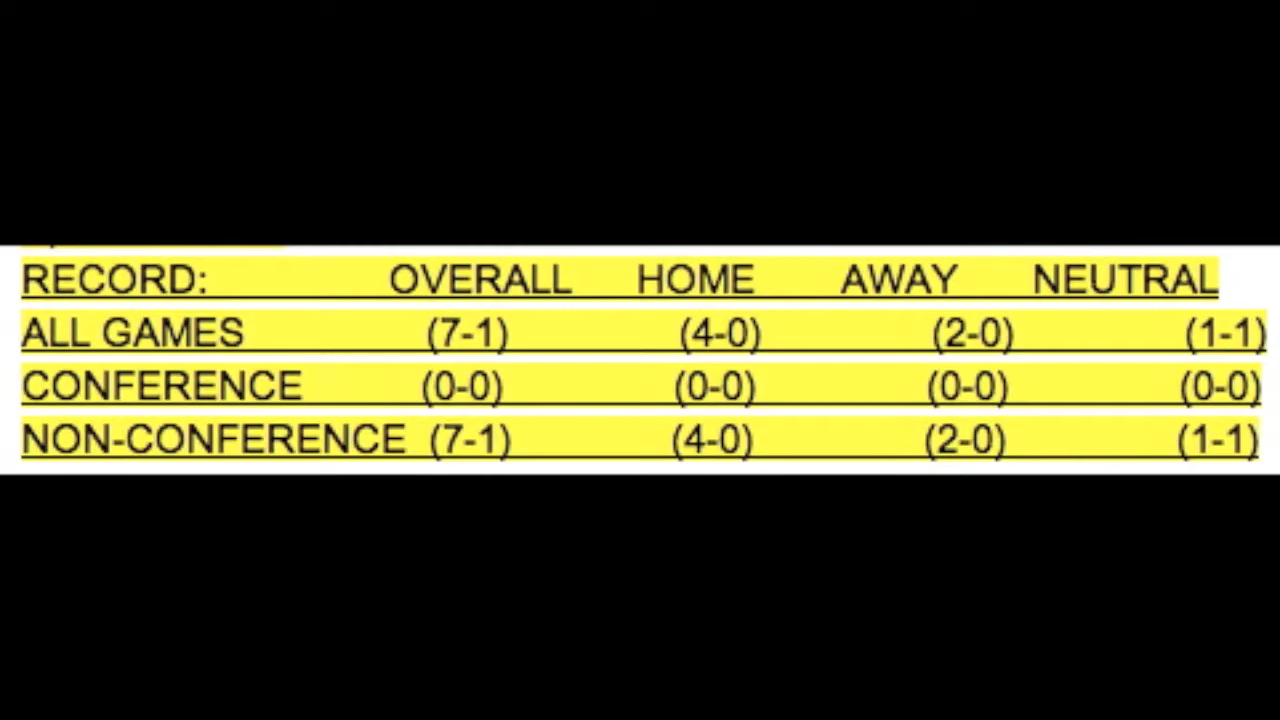 RECORD: OVERALL HOME AWAY NEUTRAL
ALL GAMES (7-1) (4-0) (2-0) (1-1)
CONFERENCE (0-0) (0-0) (0-0) (0-0)
NON-CONFERENCE (7-1) (4-0) (2-0) (1-1)